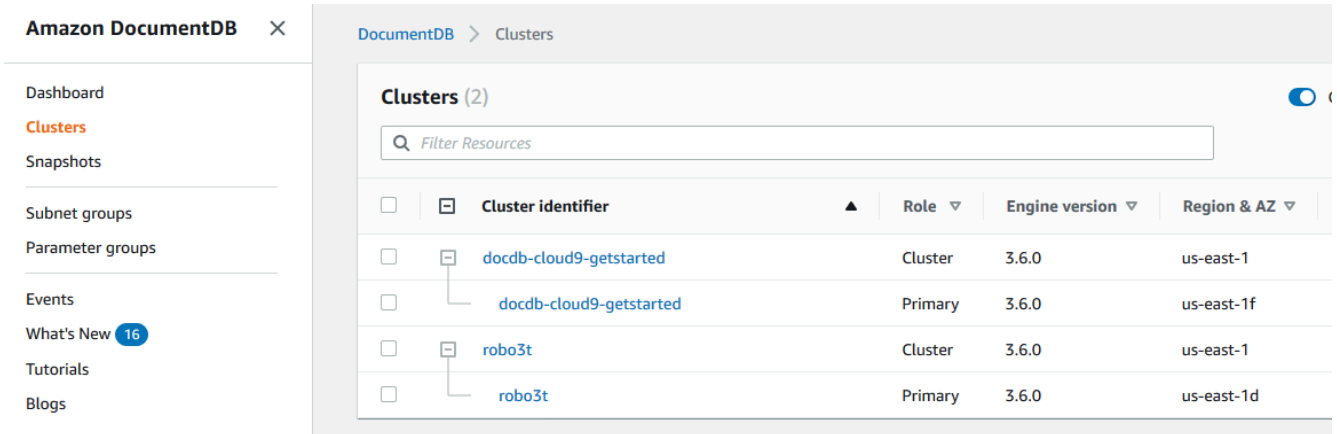 Amazon DocumentDB
Dashboard
Clusters
Snapshots
Subnet groups
Parameter groups
Events
What's New 16
Tutorials
Blogs
DocumentDB > Clusters
Clusters (2)
Filter Resources
Cluster identifier Role Engine version Region & AZ
docdb-cloud9-getstarted Cluster 3.6.0 us-east-1
docdb-cloud9-getstarted Primary 3.6.0 us-east-1f
robo3t Cluster 3.6.0 us-east-1
robo3t Primary 3.6.0 us-east-1d